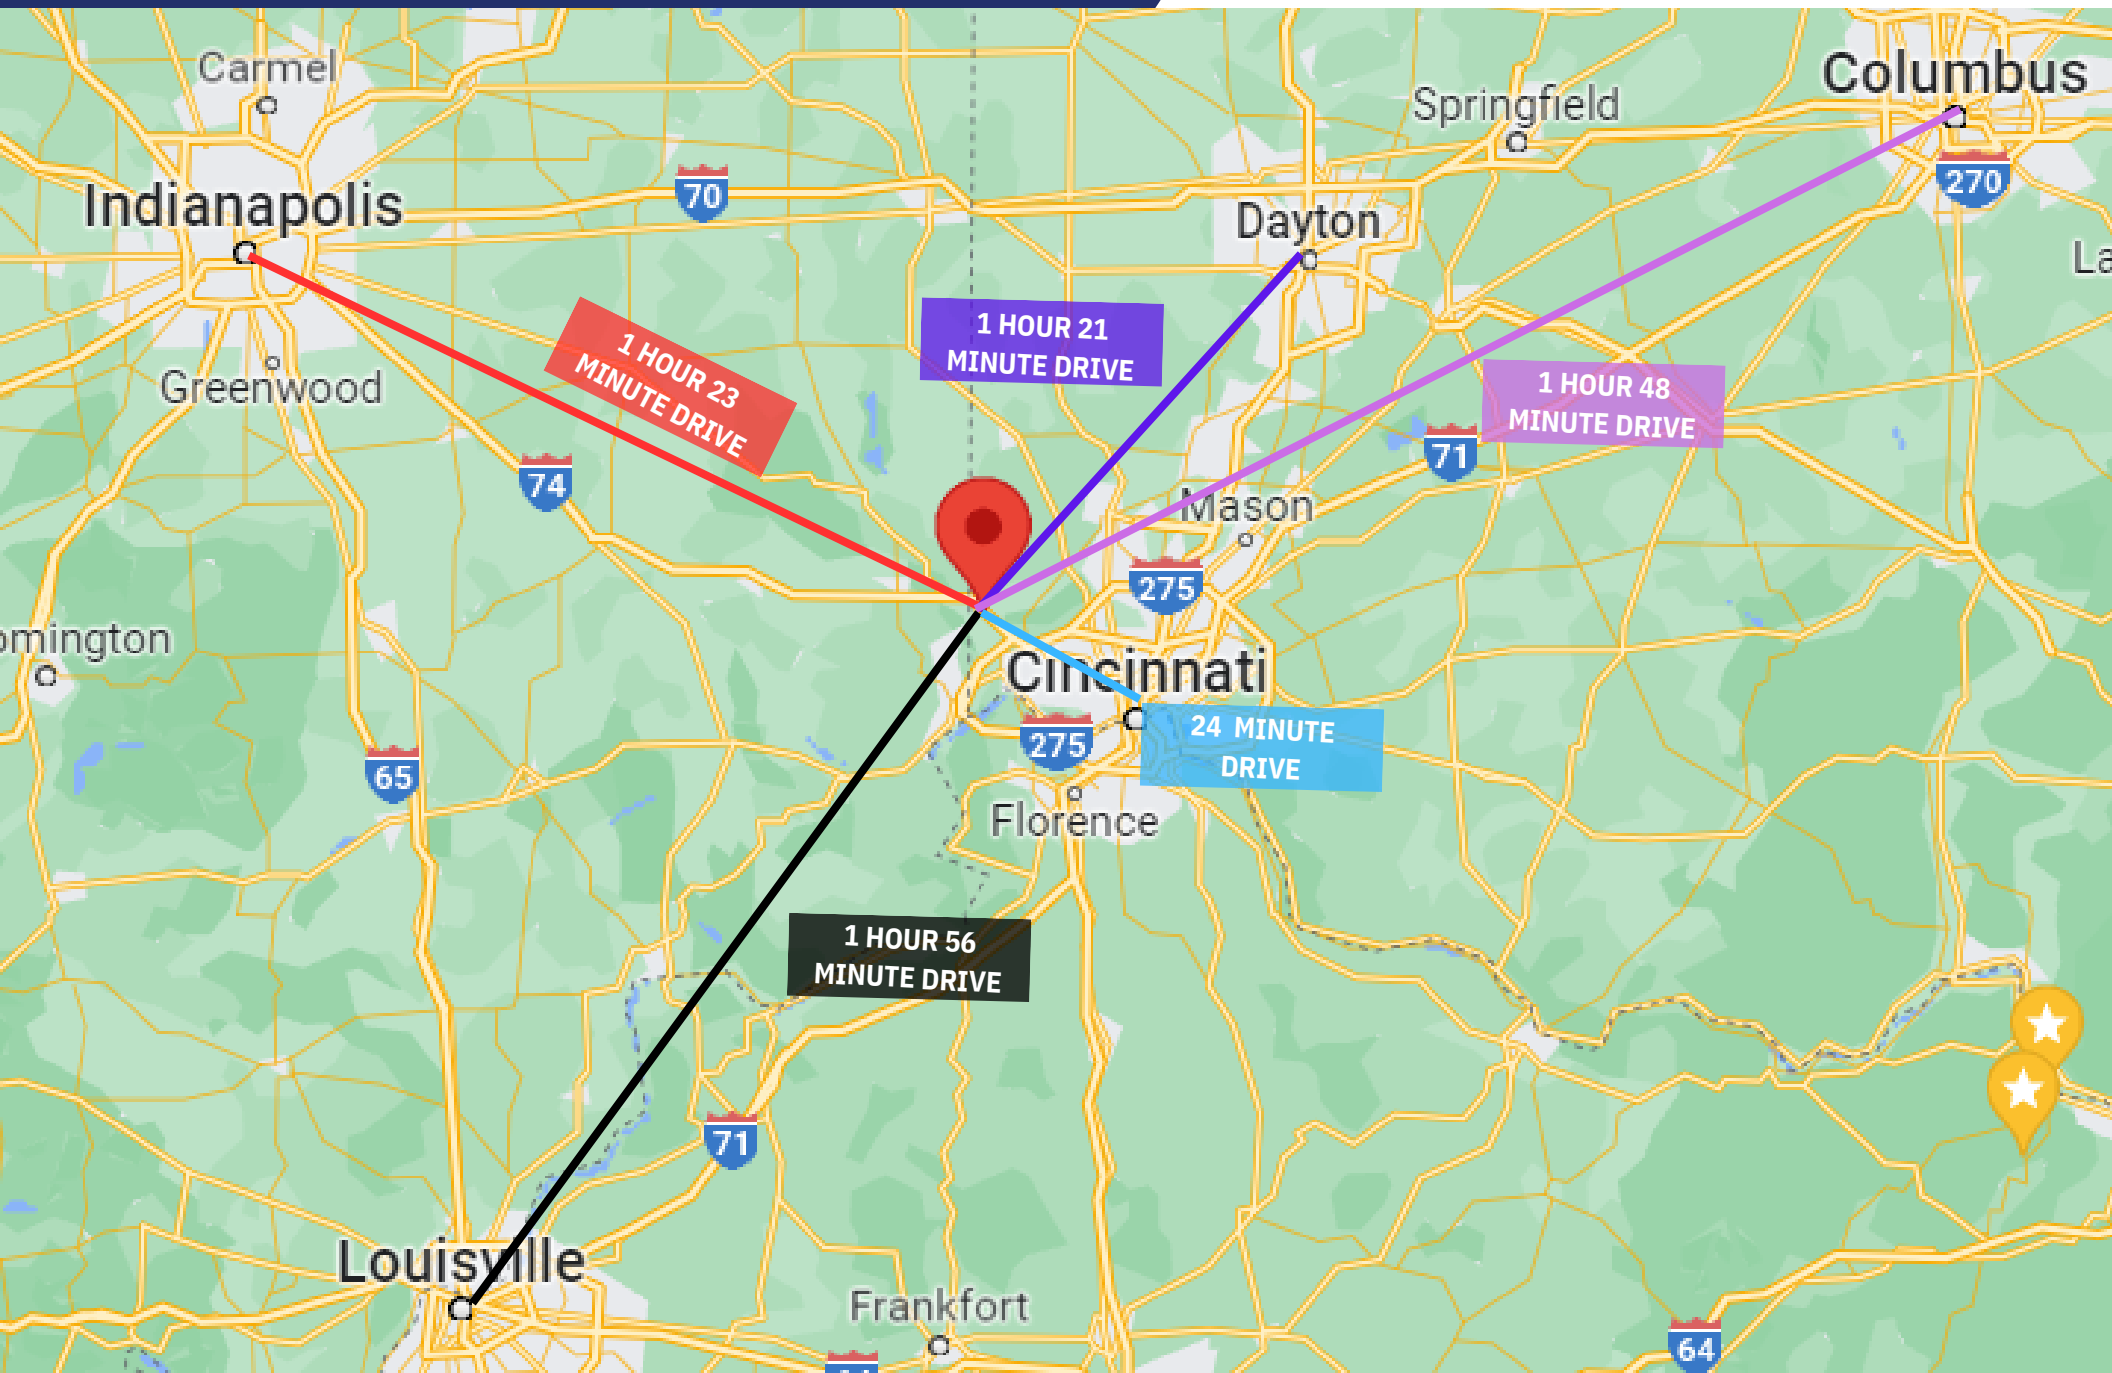 Carmel
Columbus
Springfield
270
Indianapolis
70
Dayton
La
1 HOUR 21
MINUTE DRIVE
1 HOUR 23
MINUTE DRIVE
Greenwood
1 HOUR 48
MINUTE DRIVE
71
74
Mason
275
omington
Cincinnati
24 MINUTE
DRIVE
275
65
Florence
1 HOUR 56
MINUTE DRIVE
71
Louisville
Frankfort
64